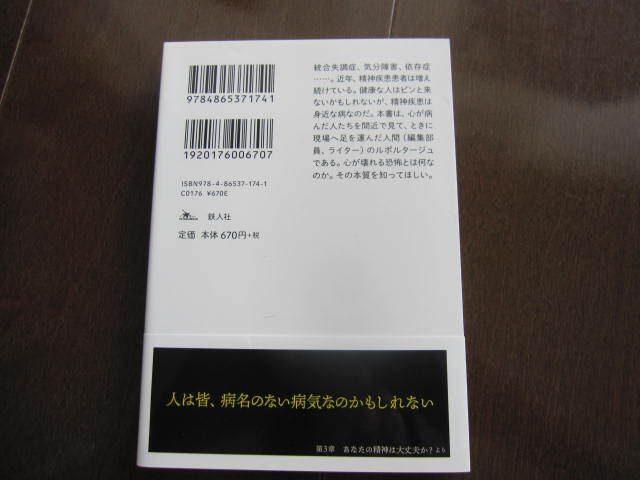 9784865371741
1920176006707
ISBN978-4-86537-174-1
C0176 ¥670E
鉄人社
定価 本体670円+税
統合失調症、気分障害、依存症
……。近年、精神疾患患者は増え
続けている。健康な人はピンと来
ないかもしれないが、精神疾患は
身近な病なのだ。本書は、心が病
んだ人たちを間近で見て、ときに
現場へ足を運んだ人間(編集部
員、ライター)のルポルタージュ
である。心が壊れる恐怖とは何な
のか。その本質を知ってほしい。
人は皆、病名のない病気なのかもしれない
第3章 あなたの精神は大丈夫か?より